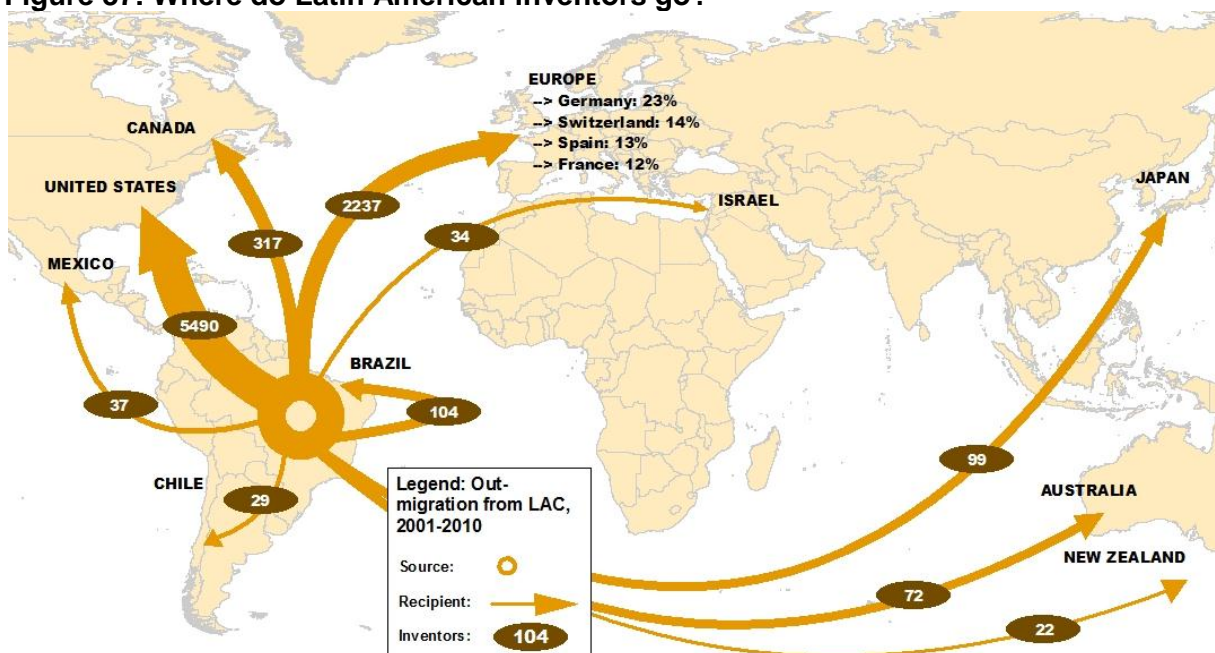 Figure 37: Where do Latin American inventors go?
EUROPE
--> Germany: 23%
--> Switzerland: 14%
--> Spain: 13%
--> France: 12%
CANADA
UNITED STATES
MEXICO
ISRAEL
JAPAN
2237
317
34
5490
BRAZIL
37
104
CHILE
29
99
AUSTRALIA
NEW ZEALAND
72
22
Legend: Out-
migration from LAC,
2001-2010
Source:
Recipient:
Inventors: 104